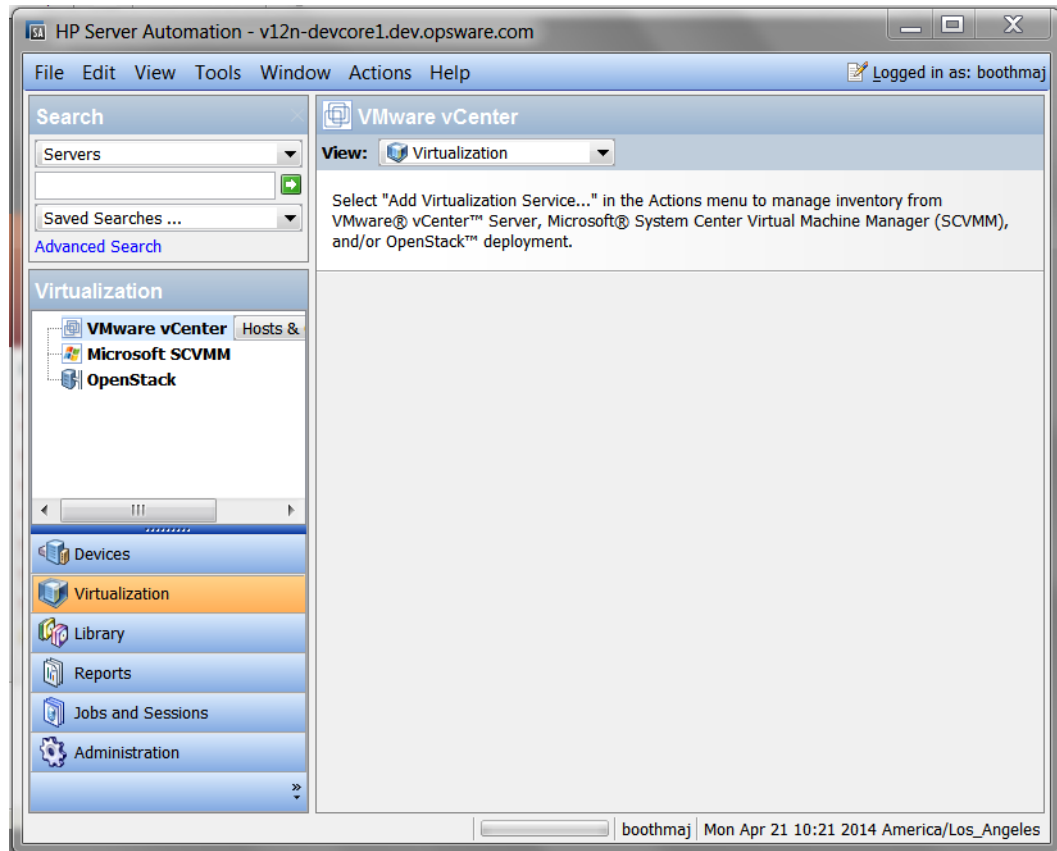 SA HP Server Automation - v12n-devcore1.dev.opsware.com
File Edit View Tools Window Actions Help Logged in as: boothmaj
Search
Servers
Saved Searches ...
Advanced Search
Virtualization
VMware vCenter Hosts &
Microsoft SCVMM
OpenStack
Devices
Virtualization
Library
Reports
Jobs and Sessions
Administration
VMware vCenter
View: Virtualization
Select "Add Virtualization Service..." in the Actions menu to manage inventory from
VMware® vCenter™ Server, Microsoft® System Center Virtual Machine Manager (SCVMM),
and/or OpenStack™ deployment.
boothmaj Mon Apr 21 10:21 2014 America/Los_Angeles